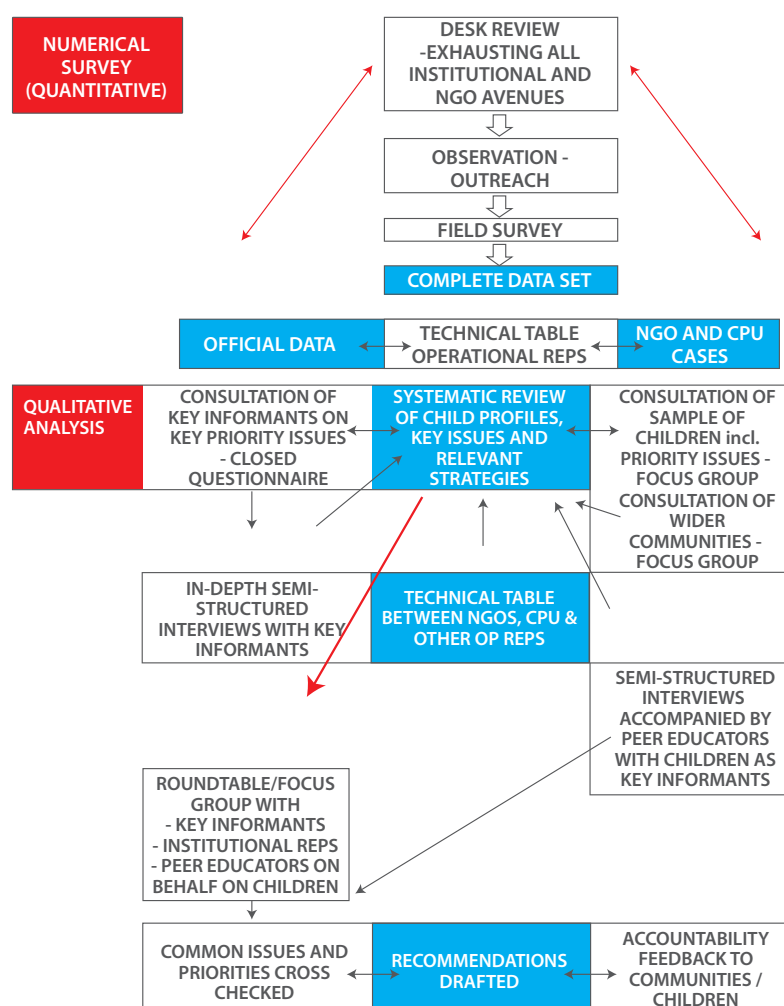 NUMERICAL
SURVEY
(QUANTITATIVE)
DESK REVIEW
-EXHAUSTING ALL
INSTITUTIONAL AND
NGO AVENUES
OBSERVATION -
OUTREACH
FIELD SURVEY
COMPLETE DATA SET
OFFICIAL DATA
TECHNICAL TABLE
OPERATIONAL REPS
NGO AND CPU
CASES
QUALITATIVE
ANALYSIS
CONSULTATION OF
KEY INFORMANTS ON
KEY PRIORITY ISSUES
- CLOSED
QUESTIONNAIRE
SYSTEMATIC REVIEW
OF CHILD PROFILES,
KEY ISSUES AND
RELEVANT
STRATEGIES
CONSULTATION OF
SAMPLE OF
CHILDREN incl.
PRIORITY ISSUES -
FOCUS GROUP
CONSULTATION OF
WIDER
COMMUNITIES -
FOCUS GROUP
IN-DEPTH SEMI-
STRUCTURED
INTERVIEWS WITH KEY
INFORMANTS
TECHNICAL TABLE
BETWEEN NGOS, CPU &
OTHER OP REPS
SEMI-STRUCTURED
INTERVIEWS
ACCOMPANIED BY
PEER EDUCATORS
WITH CHILDREN AS
KEY INFORMANTS
ROUNDTABLE/FOCUS
GROUP WITH
- KEY INFORMANTS
- INSTITUTIONAL REPS
- PEER EDUCATORS ON
BEHALF ON CHILDREN
COMMON ISSUES AND
PRIORITIES CROSS
CHECKED
RECOMMENDATIONS
DRAFTED
ACCOUNTABILITY
FEEDBACK TO
COMMUNITIES /
CHILDREN